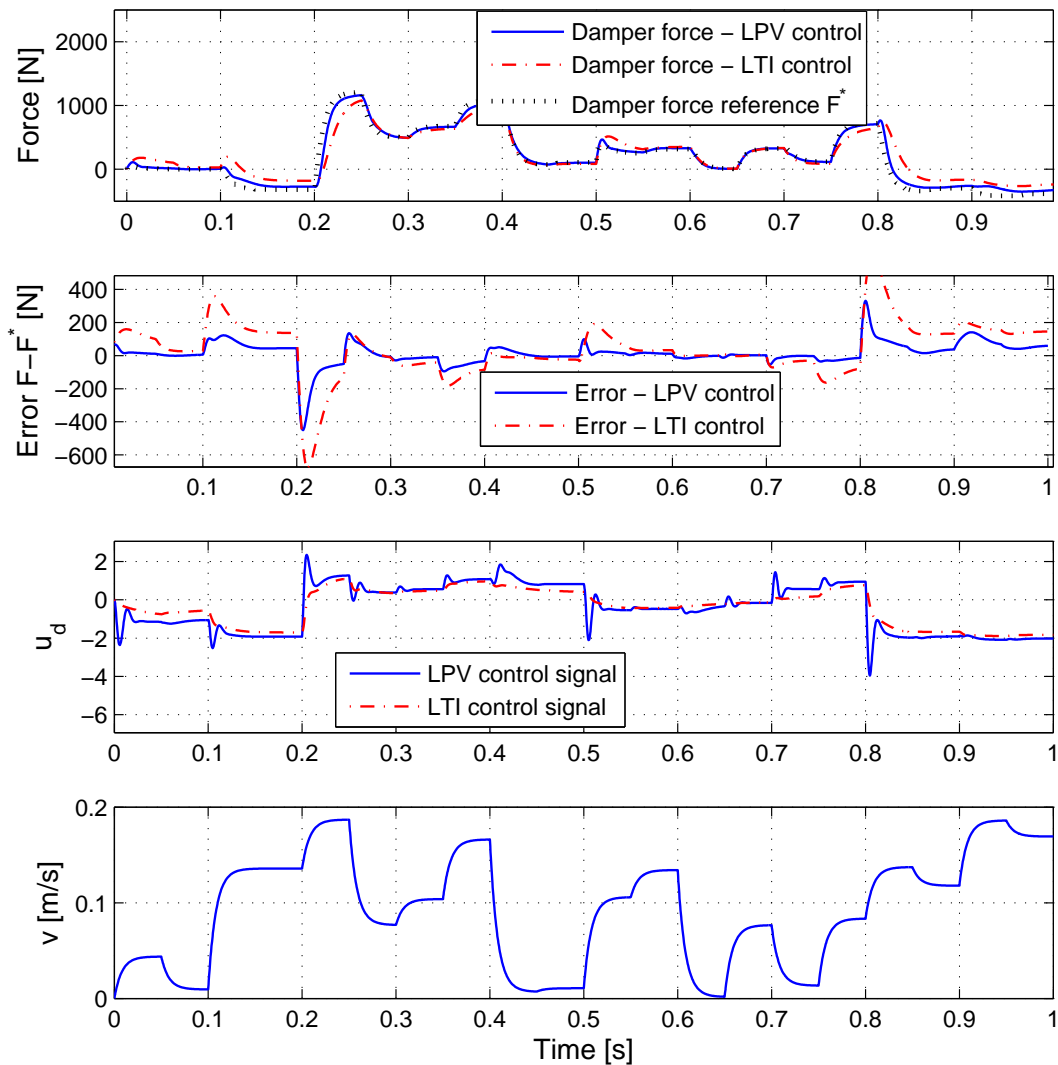 2000
1000
0
Force [N]
Damper force − LPV control
Damper force − LTI control
Damper force reference F*
0 0.1 0.2 0.3 0.4 0.5 0.6 0.7 0.8 0.9
400
200
0
−200
−400
−600
Error F−F* [N]
Error − LPV control
Error − LTI control
0.1 0.2 0.3 0.4 0.5 0.6 0.7 0.8 0.9 1
2
0
−2
−4
−6
u_d
LPV control signal
LTI control signal
0 0.1 0.2 0.3 0.4 0.5 0.6 0.7 0.8 0.9 1
0.2
0.1
0
v [m/s]
0 0.1 0.2 0.3 0.4 0.5 0.6 0.7 0.8 0.9 1
Time [s]